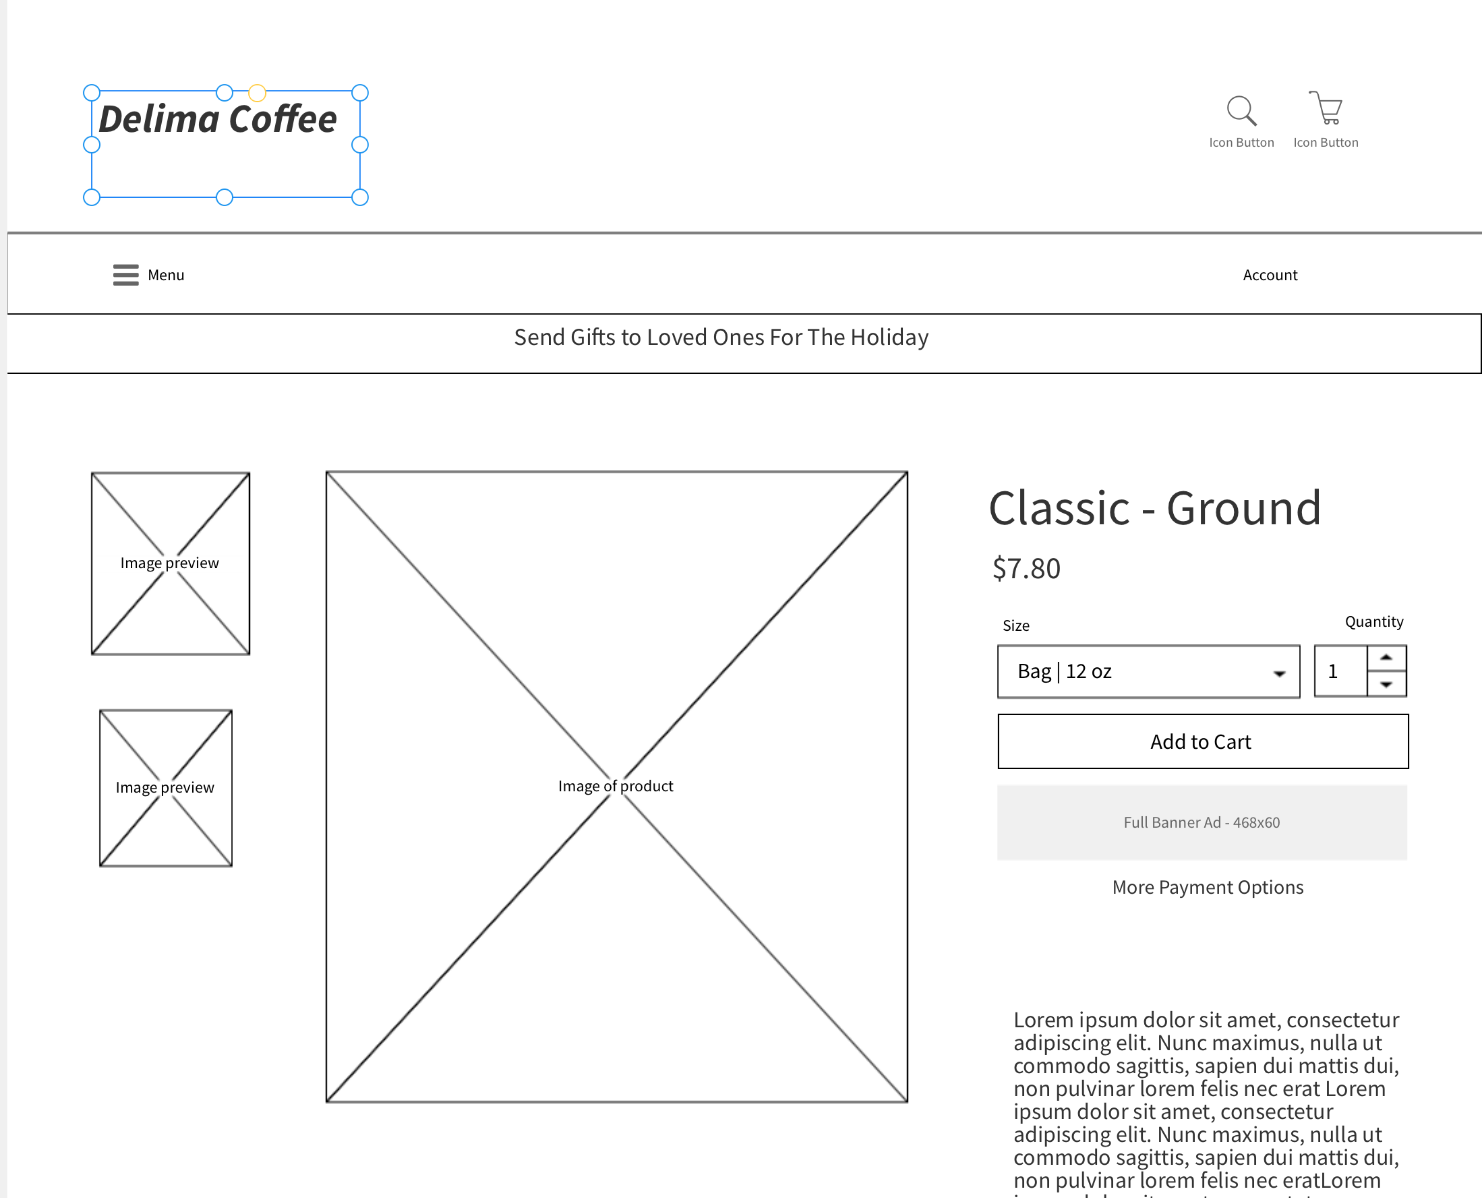 Delima Coffee
Icon Button
Icon Button
Menu
Account
Send Gifts to Loved Ones For The Holiday
Image preview
Image preview
Image of product
Classic - Ground
$7.80
Size
Quantity
Bag | 12 oz
1
Add to Cart
Full Banner Ad - 468x60
More Payment Options
Lorem ipsum dolor sit amet, consectetur
adipiscing elit. Nunc maximus, nulla ut
commodo sagittis, sapien dui mattis dui,
non pulvinar lorem felis nec erat Lorem
ipsum dolor sit amet, consectetur
adipiscing elit. Nunc maximus, nulla ut
commodo sagittis, sapien dui mattis dui,
non pulvinar lorem felis nec eratLorem